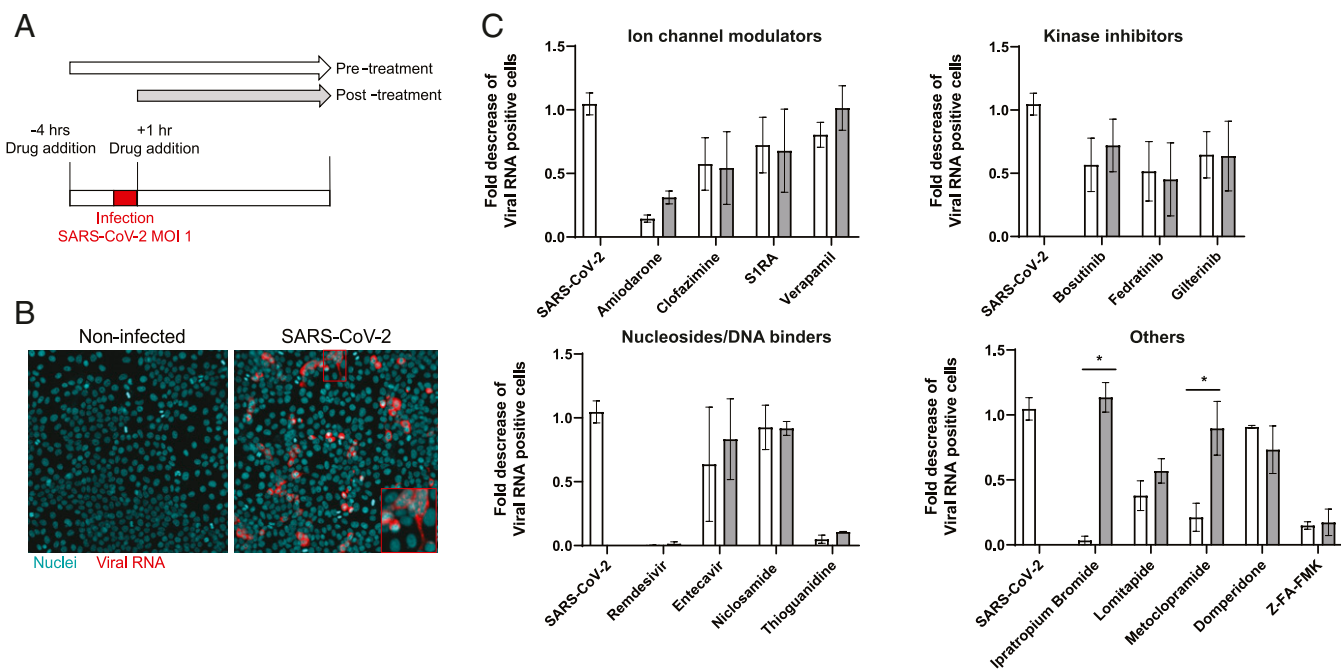 A
Pre-treatment
Post -treatment
-4 hrs
Drug addition
+1 hr
Drug addition
Infection
SARS-CoV-2 MOI 1
B
Non-infected
SARS-CoV-2
Nuclei
Viral RNA
C
Ion channel modulators
Fold descrease of
Viral RNA positive cells
1.5
1.0
0.5
0.0
SARS-CoV-2
Amiodarone
Clofazimine
S1RA
Verapamil
Kinase inhibitors
Fold descrease of
Viral RNA positive cells
1.5
1.0
0.5
0.0
SARS-CoV-2
Bosutinib
Fedratinib
Gilterinib
Nucleosides/DNA binders
Fold descrease of
Viral RNA positive cells
1.5
1.0
0.5
0.0
SARS-CoV-2
Remdesivir
Entecavir
Niclosamide
Thioguanidine
Others
Fold descrease of
Viral RNA positive cells
1.5
1.0
0.5
0.0
*
*
SARS-CoV-2
Ipratropium Bromide
Lomitapide
Metoclopramide
Domperidone
Z-FA-FMK